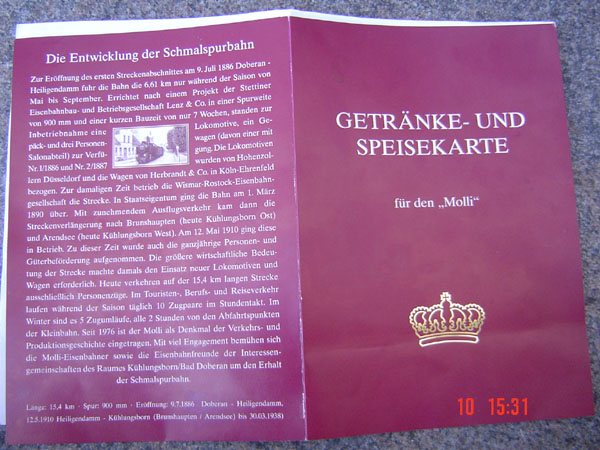 Die Entwicklung der Schmalspurbahn
Zur Eröffnung des ersten Streckenabschnittes am 9. Juli 1886 Doberan -
Heiligendamm fuhr die Bahn die 6,61 km nur während der Saison von
Mai bis September. Errichtet nach einem Projekt der Stettiner
Eisenbahnbau- und Betriebsgesellschaft Lenz & Co. in einer Spurweite
von 900 mm und einer kurzen Bauzeit von nur 7 Wochen, standen zur
Inbetriebnahme eine Lokomotive, ein Ge-
päck- und drei Personen- wagen (davon einer mit
Salonabteil) zur Verfü- gung. Die Lokomotiven
Nr. 1/1886 und Nr. 2/1887 wurden von Hohenzol-
lern Düsseldorf und die Wagen von Herbrandt & Co. in Köln-Ehrenfeld
bezogen. Zur damaligen Zeit betrieb die Wismar-Rostock-Eisenbahn-
gesellschaft die Strecke. In Staatseigentum ging die Bahn am 1. März
1890 über. Mit zunehmendem Ausflugsverkehr kam dann die
Streckenverlängerung nach Brunshaupten (heute Kühlungsborn Ost)
und Arendsee (heute Kühlungsborn West). Am 12. Mai 1910 ging diese
in Betrieb. Zu dieser Zeit wurde auch die ganzjährige Personen- und
Güterbeförderung aufgenommen. Die größere wirtschaftliche Bedeu-
tung der Strecke machte damals den Einsatz neuer Lokomotiven und
Wagen erforderlich. Heute verkehren auf der 15,4 km langen Strecke
ausschließlich Personenzüge. Im Touristen-, Berufs- und Reiseverkehr
laufen während der Saison täglich 10 Zugpaare im Stundentakt. Im
Winter sind es 5 Zugumläufe, alle 2 Stunden von den Abfahrtspunkten
der Kleinbahn. Seit 1976 ist der Molli als Denkmal der Verkehrs- und
Produktionsgeschichte eingetragen. Mit viel Engagement bemühen sich
die Molli-Eisenbahner sowie die Eisenbahnfreunde der Interessen-
gemeinschaften des Raumes Kühlungsborn/Bad Doberan um den Erhalt
der Schmalspurbahn.
Länge: 15,4 km · Spur: 900 mm · Eröffnung: 9.7.1886 Doberan - Heiligendamm,
12.5.1910 Heiligendamm - Kühlungsborn (Brunshaupten / Arendsee) bis 30.03.1938)
GETRÄNKE- UND
SPEISEKARTE
für den „Molli“
10 15:31